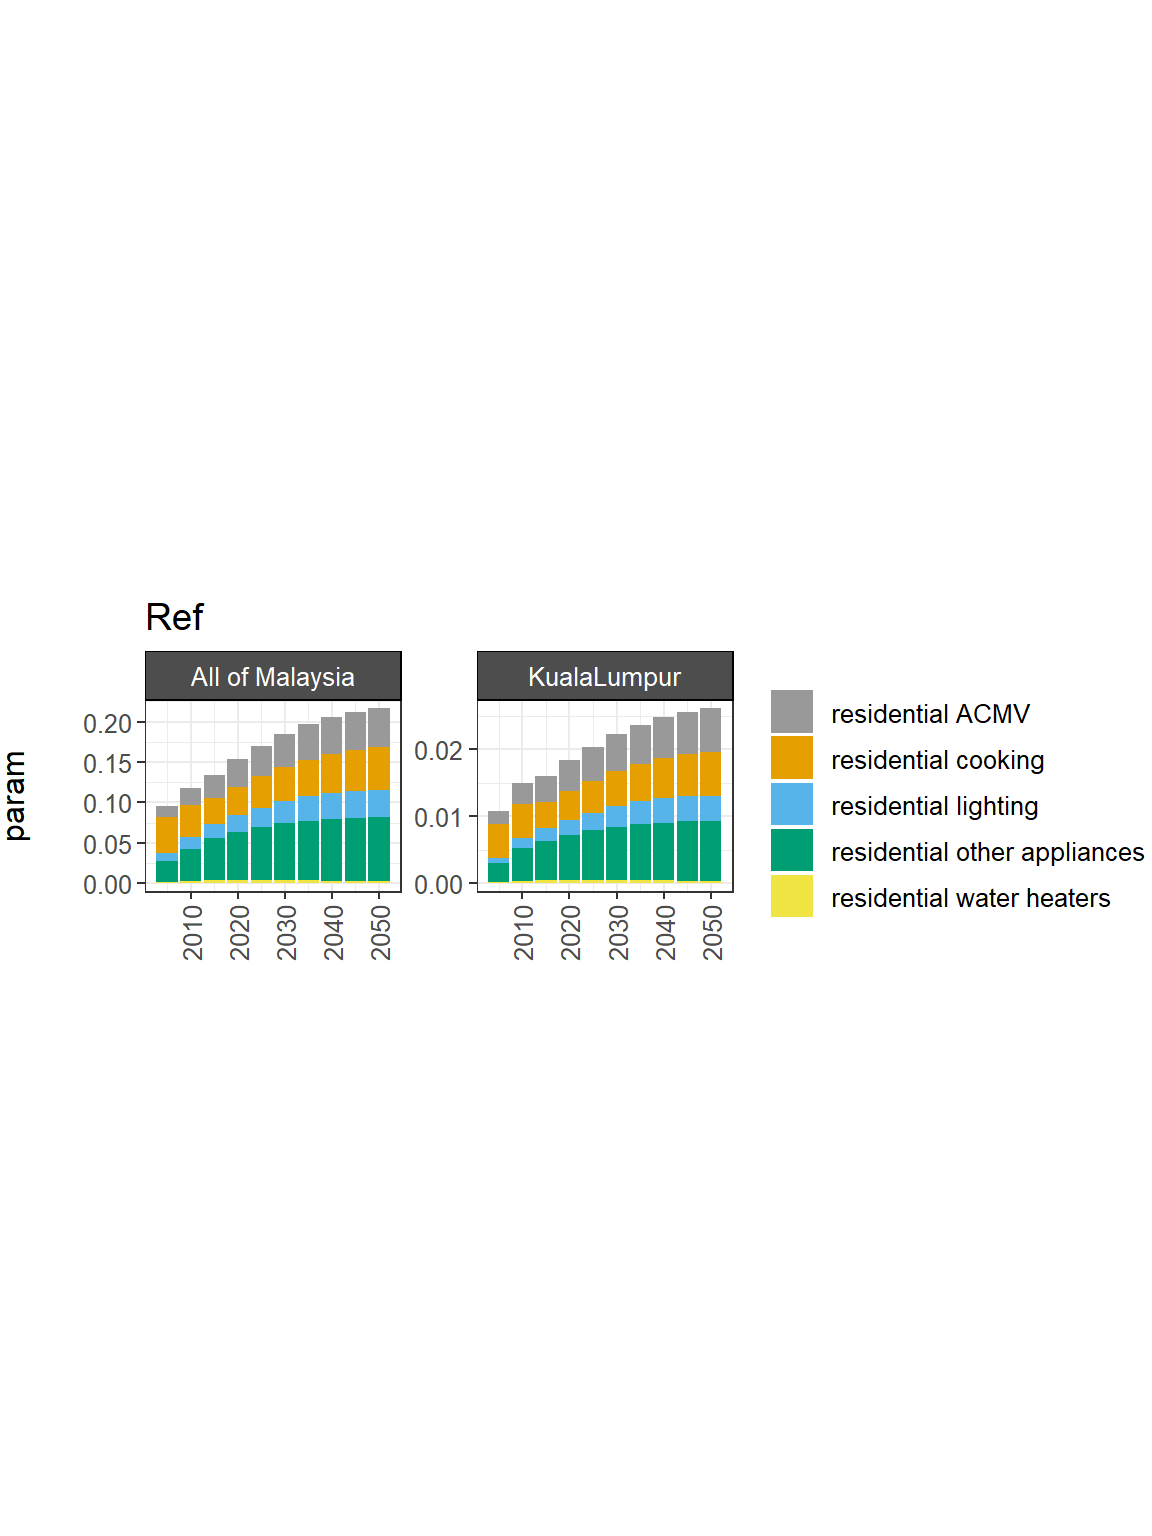 Ref
All of Malaysia
KualaLumpur
param
0.20
0.15
0.10
0.05
0.00
0.02
0.01
0.00
2010
2020
2030
2040
2050
2010
2020
2030
2040
2050
residential ACMV
residential cooking
residential lighting
residential other appliances
residential water heaters